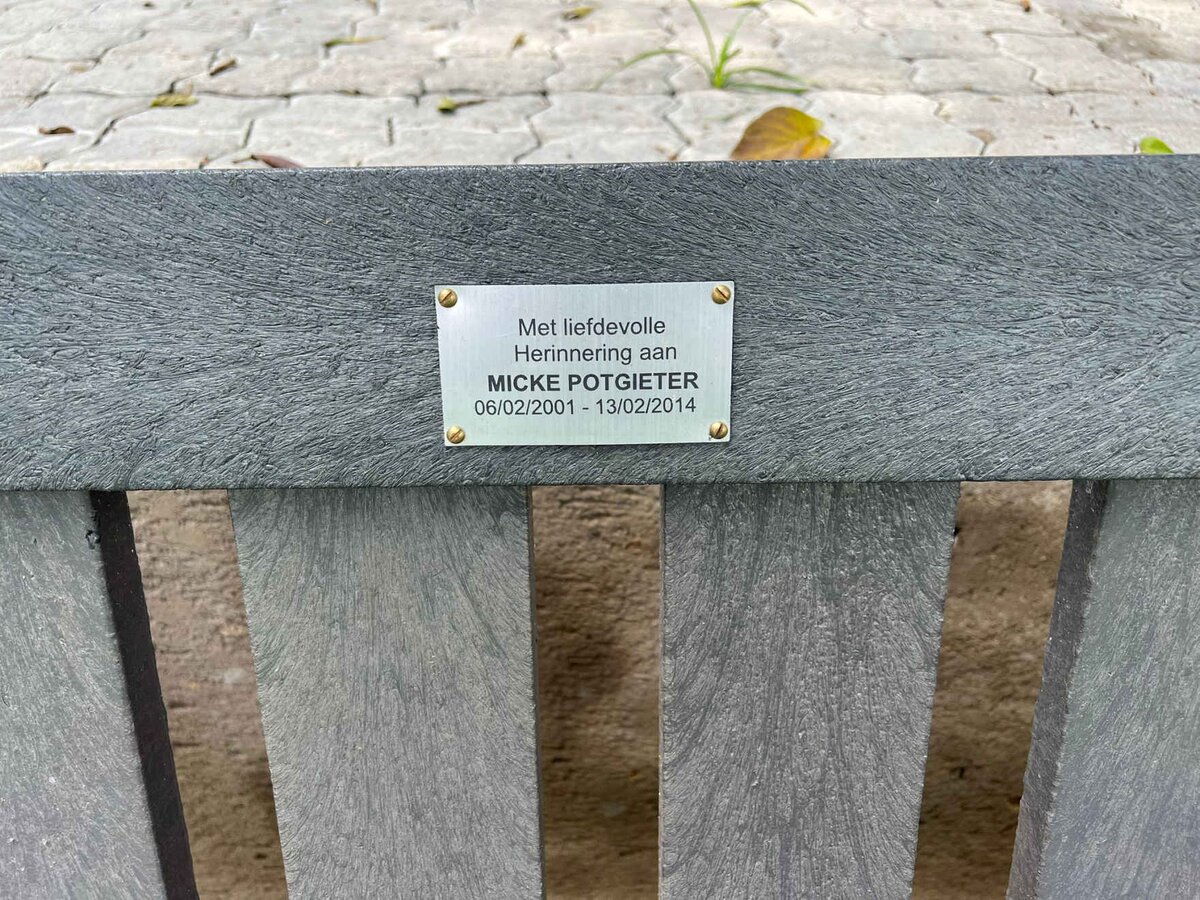 Met liefdevolle
Herinnering aan
MICKE POTGIETER
06/02/2001 - 13/02/2014